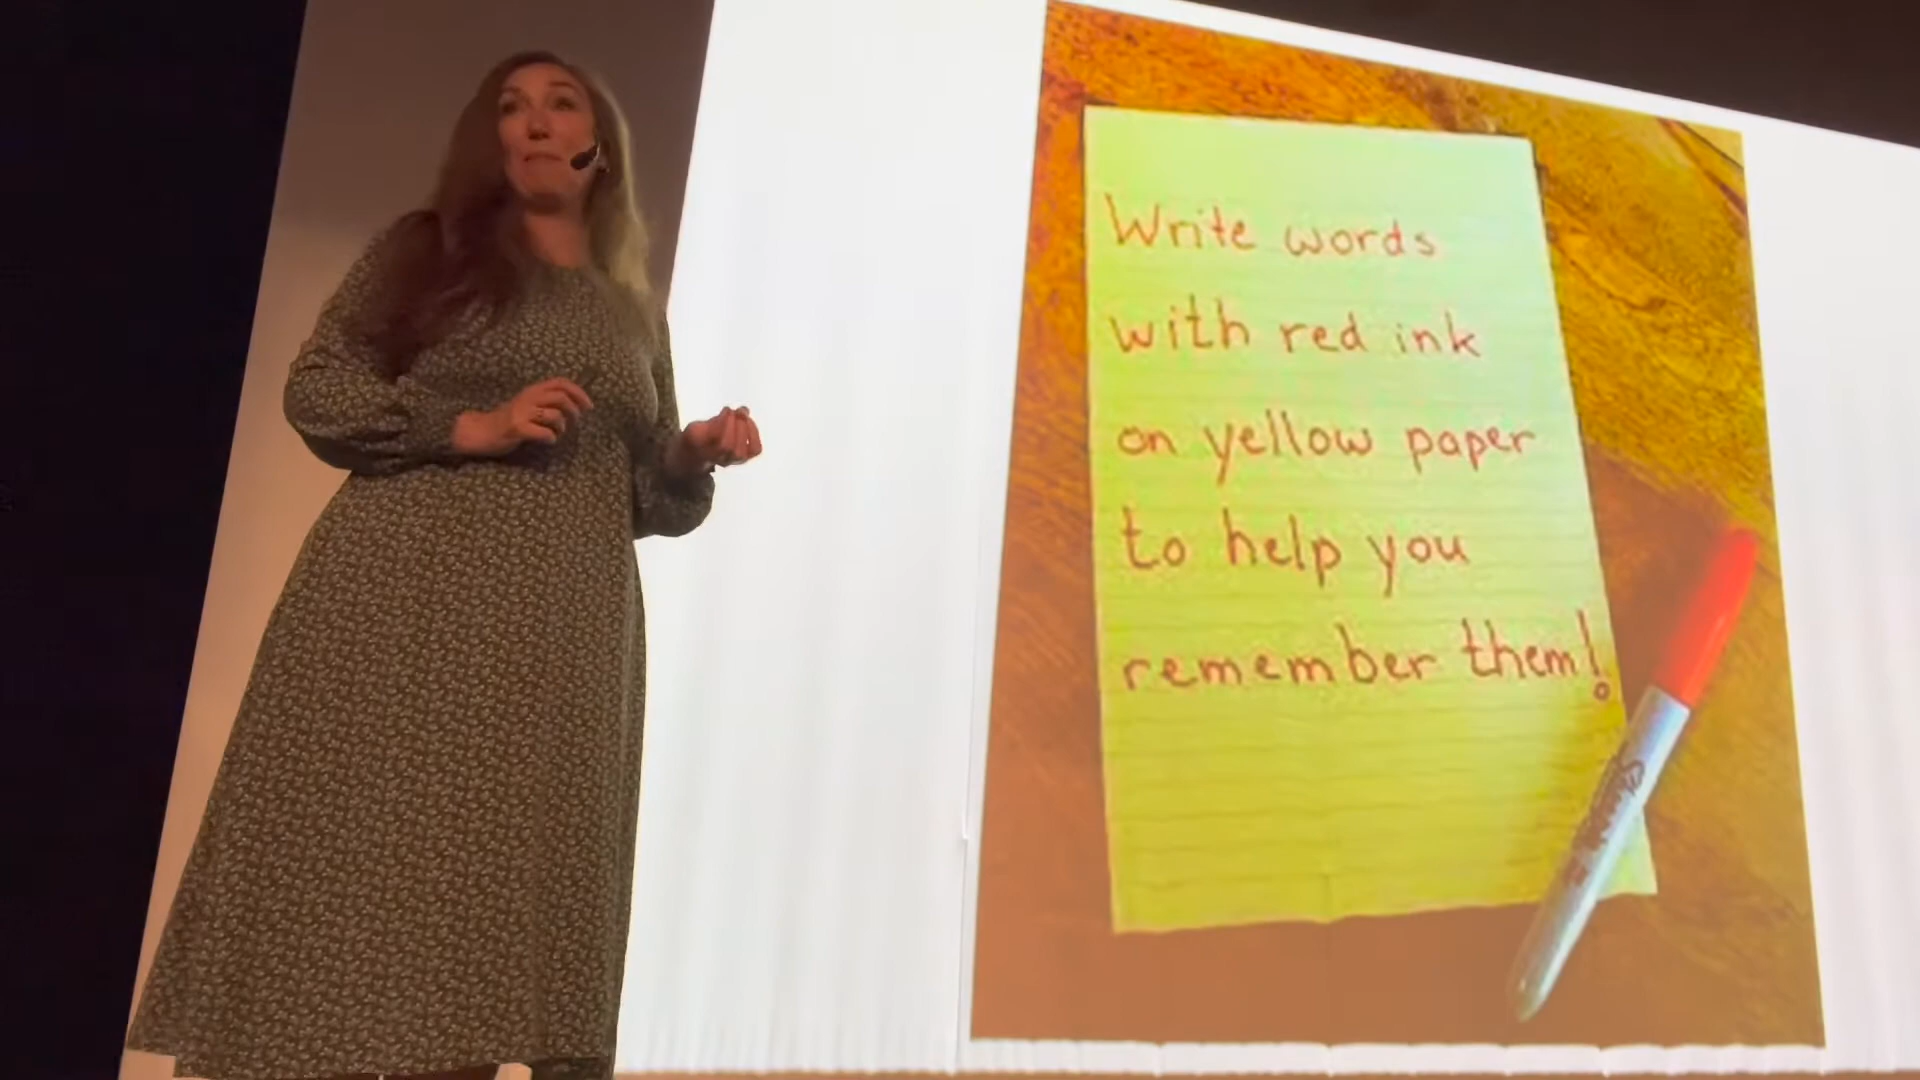 Write words
with red ink
on yellow paper
to help you
remember them!